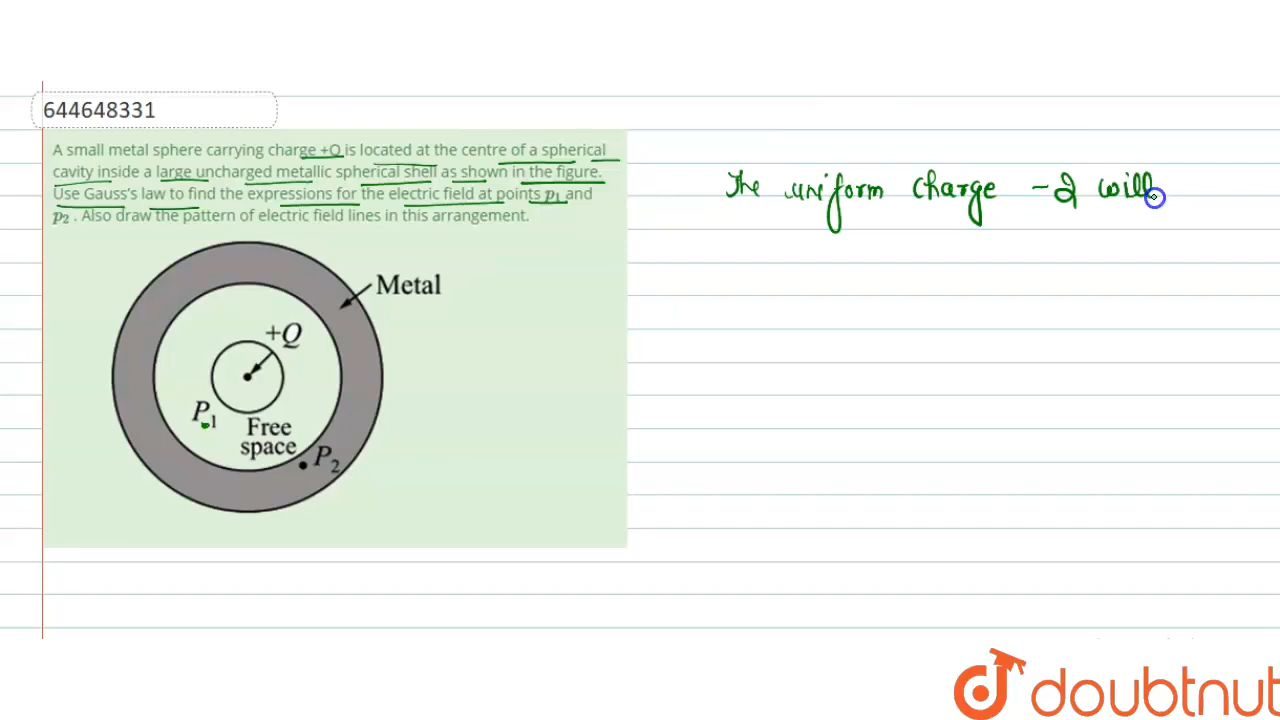 644648331
A small metal sphere carrying charge +Q is located at the centre of a spherical
cavity inside a large uncharged metallic spherical shell as shown in the figure.
Use Gauss's law to find the expressions for the electric field at points p₁ and
p₂ . Also draw the pattern of electric field lines in this arrangement.
The uniform charge -Q will
Metal
+Q
P₁
Free
space
P₂
doubtnut